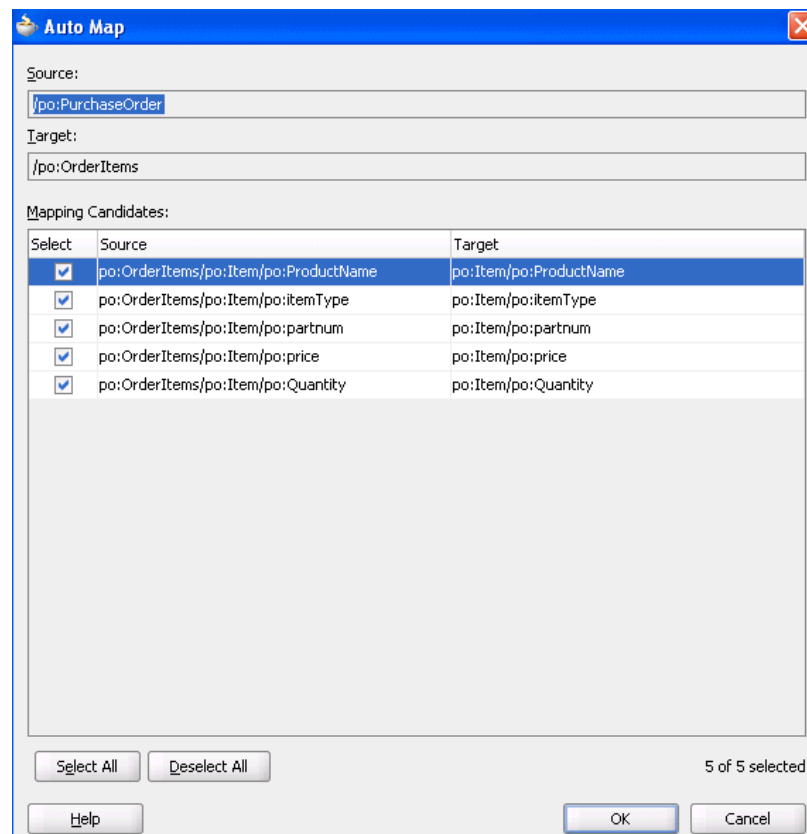 Auto Map
Source:
/po:PurchaseOrder
Target:
/po:OrderItems
Mapping Candidates:
Select Source Target
po:OrderItems/po:Item/po:ProductName po:Item/po:ProductName
po:OrderItems/po:Item/po:itemType po:Item/po:itemType
po:OrderItems/po:Item/po:partnum po:Item/po:partnum
po:OrderItems/po:Item/po:price po:Item/po:price
po:OrderItems/po:Item/po:Quantity po:Item/po:Quantity
Select All Deselect All 5 of 5 selected
Help OK Cancel